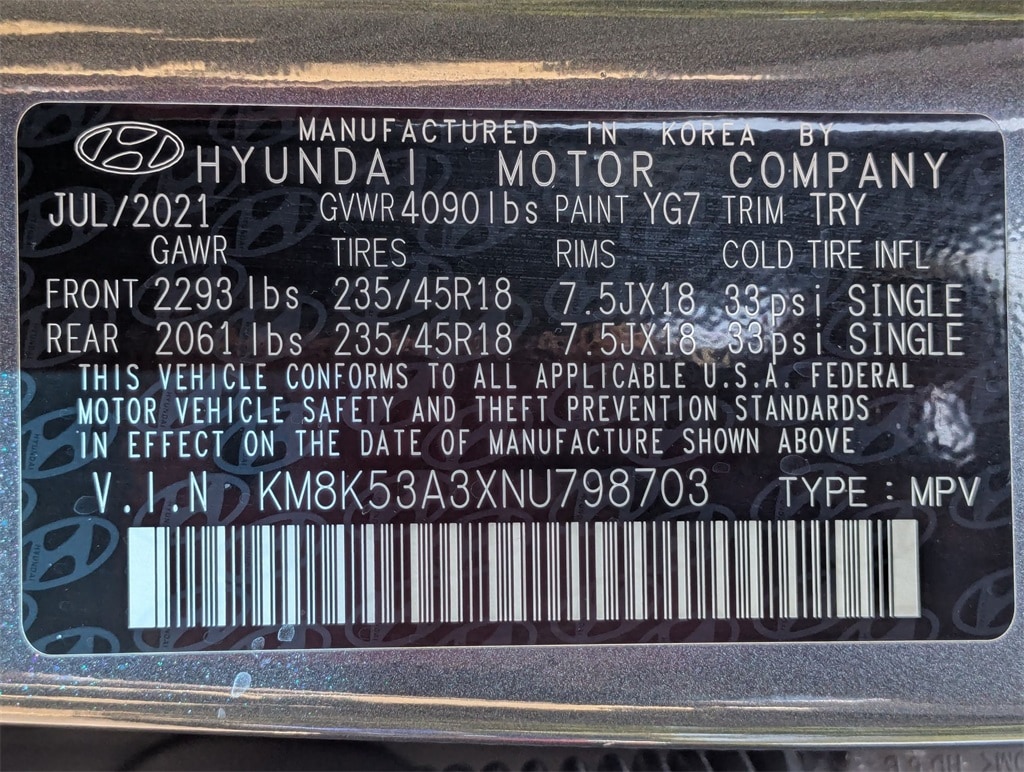 MANUFACTURED IN KOREA BY
HYUNDAI MOTOR COMPANY
JUL/2021 GVWR 4090 lbs PAINT YG7 TRIM TRY
GAWR TIRES RIMS COLD TIRE INFL
FRONT 2293 lbs 235/45R18 7.5JX18 33psi SINGLE
REAR 2061 lbs 235/45R18 7.5JX18 33psi SINGLE
THIS VEHICLE CONFORMS TO ALL APPLICABLE U.S.A. FEDERAL
MOTOR VEHICLE SAFETY AND THEFT PREVENTION STANDARDS
IN EFFECT ON THE DATE OF MANUFACTURE SHOWN ABOVE
V.I.N KM8K53A3XNU798703 TYPE : MPV